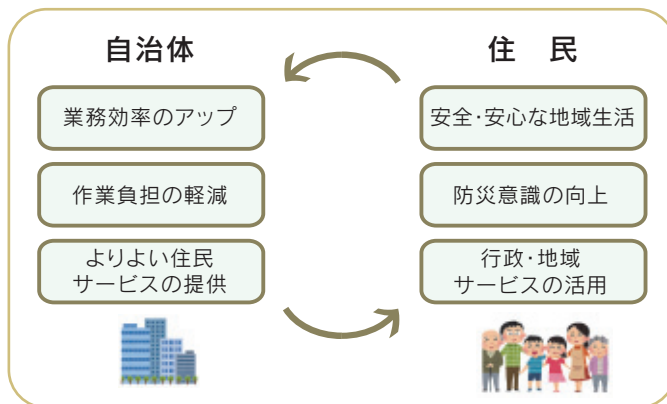 自治体
業務効率のアップ
作業負担の軽減
よりよい住民
サービスの提供
住　民
安全・安心な地域生活
防災意識の向上
行政・地域
サービスの活用